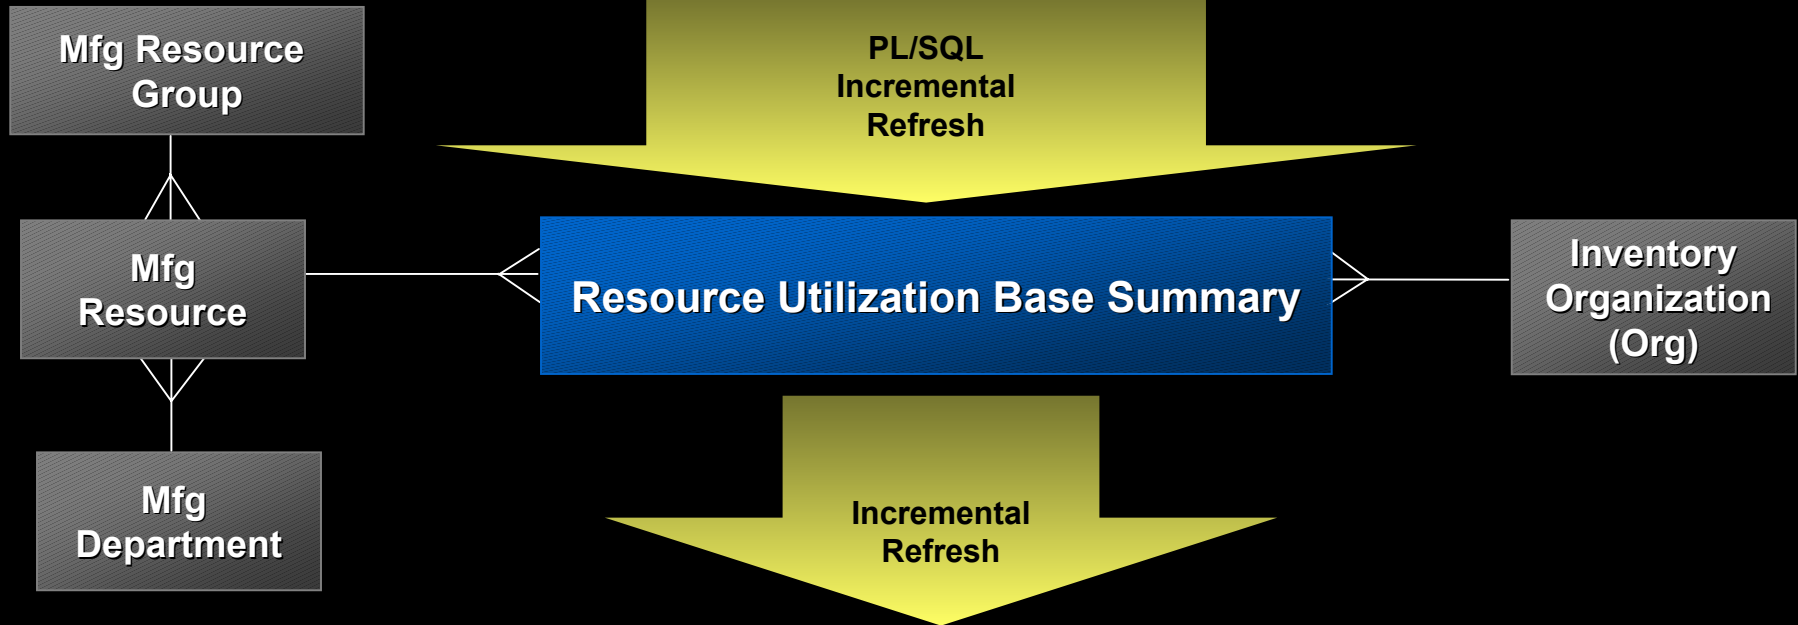 Mfg Resource
Group
PL/SQL
Incremental
Refresh
Mfg
Resource
Resource Utilization Base Summary
Inventory
Organization
(Org)
Mfg
Department
Incremental
Refresh